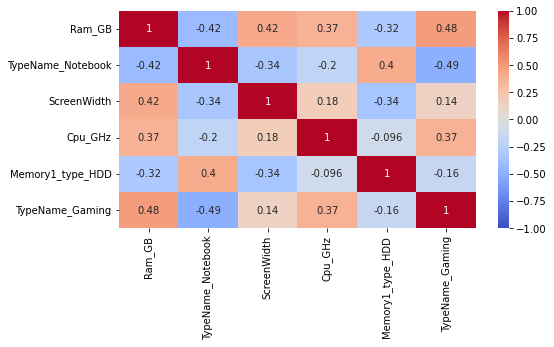 Ram_GB 1 -0.42 0.42 0.37 -0.32 0.48
TypeName_Notebook -0.42 1 -0.34 -0.2 0.4 -0.49
ScreenWidth 0.42 -0.34 1 0.18 -0.34 0.14
Cpu_GHz 0.37 -0.2 0.18 1 -0.096 0.37
Memory1_type_HDD -0.32 0.4 -0.34 -0.096 1 -0.16
TypeName_Gaming 0.48 -0.49 0.14 0.37 -0.16 1
Ram_GB
TypeName_Notebook
ScreenWidth
Cpu_GHz
Memory1_type_HDD
TypeName_Gaming
1.00
0.75
0.50
0.25
0.00
−0.25
−0.50
−0.75
−1.00